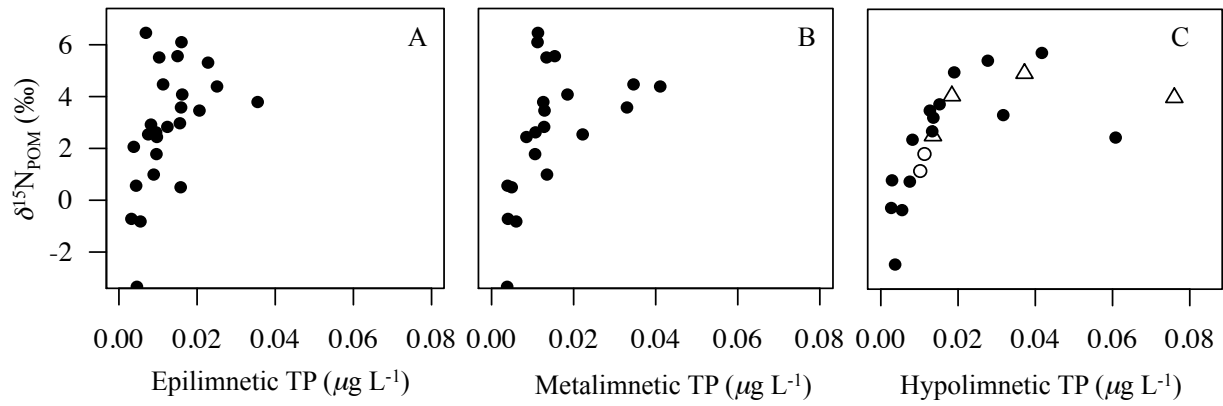 A
B
C
6
4
2
0
-2
δ¹⁵N_POM (‰)
0.00 0.02 0.04 0.06 0.08
0.00 0.02 0.04 0.06 0.08
0.00 0.02 0.04 0.06 0.08
Epilimnetic TP (µg L⁻¹)
Metalimnetic TP (µg L⁻¹)
Hypolimnetic TP (µg L⁻¹)